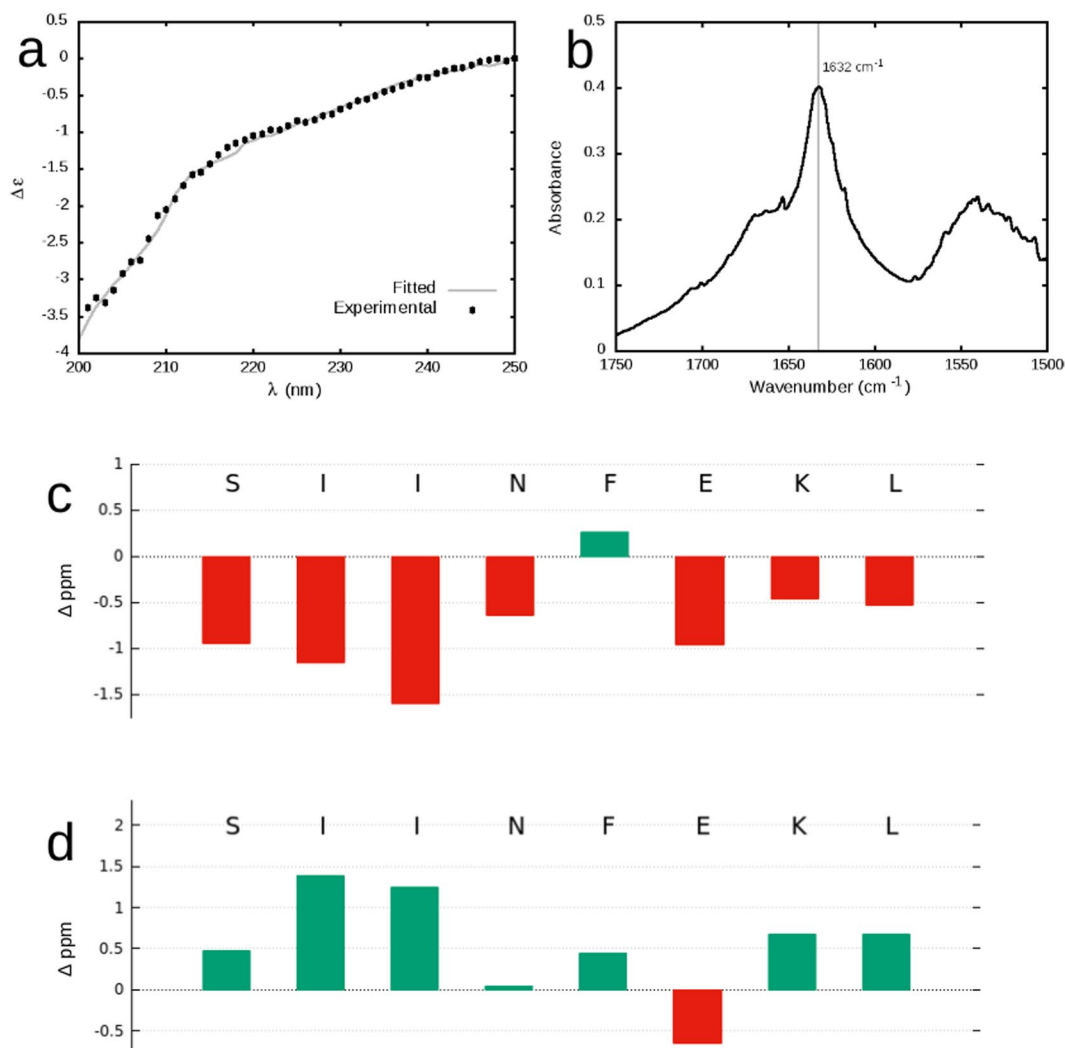 a
0.5
0
-0.5
-1
-1.5
-2
-2.5
-3
-3.5
-4
Δε
Fitted
Experimental
200 210 220 230 240 250
λ (nm)
b
0.5
0.4
0.3
0.2
0.1
0
Absorbance
1632 cm-1
1750 1700 1650 1600 1550 1500
Wavenumber (cm-1)
c
S I I N F E K L
1
0.5
0
-0.5
-1
-1.5
Δ ppm
d
S I I N F E K L
2
1.5
1
0.5
0
-0.5
Δ ppm